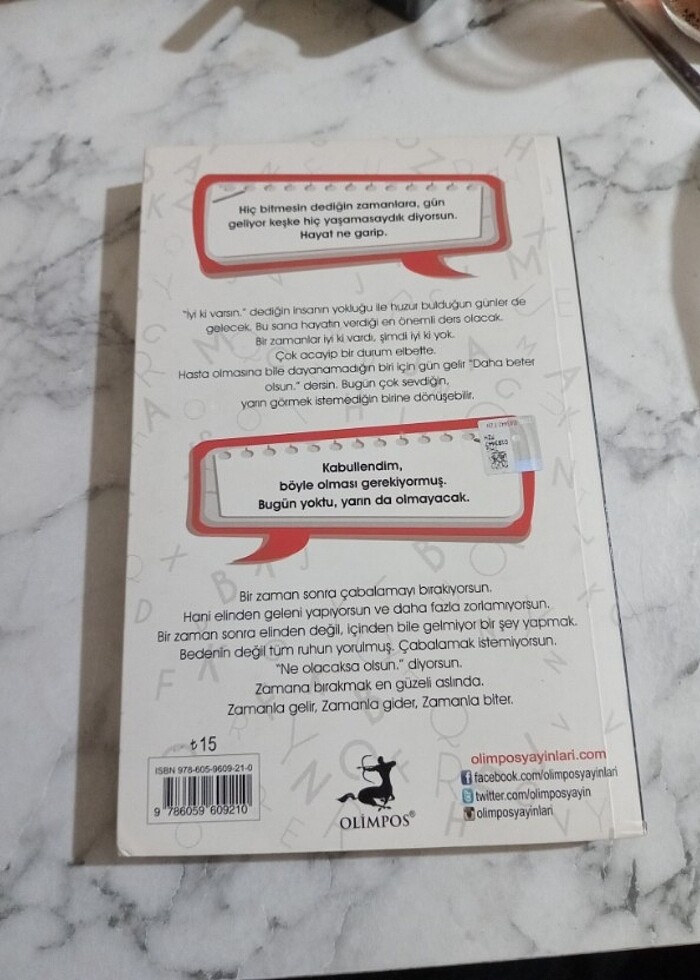 Hiç bitmesin dediğin zamanlara, gün
geliyor keşke hiç yaşamasaydık diyorsun.
Hayat ne garip.
"İyi ki varsın." dediğin insanın yokluğu ile huzur bulduğun günler de
gelecek. Bu sana hayatın verdiği en önemli ders olacak.
Bir zamanlar iyi ki vardı, şimdi iyi ki yok.
Çok acayip bir durum elbette.
Hasta olmasına bile dayanamadığın biri için gün gelir "Daha beter
olsun." dersin. Bugün çok sevdiğin,
yarın görmek istemediğin birine dönüşebilir.
Kabullendim,
böyle olması gerekiyormuş.
Bugün yoktu, yarın da olmayacak.
Bir zaman sonra çabalamayı bırakıyorsun.
Hani elinden geleni yapıyorsun ve daha fazla zorlamıyorsun.
Bir zaman sonra elinden değil, içinden bile gelmiyor bir şey yapmak.
Bedenin değil tüm ruhun yorulmuş. Çabalamak istemiyorsun.
"Ne olacaksa olsun." diyorsun.
Zamana bırakmak en güzeli aslında.
Zamanla gelir, Zamanla gider, Zamanla biter.
₺15
ISBN 978-605-9609-21-0
9 786059 609210
OLİMPOS®
olimposyayinlari.com
facebook.com/olimposyayinlari
twitter.com/olimposyayin
olimposyayinlari